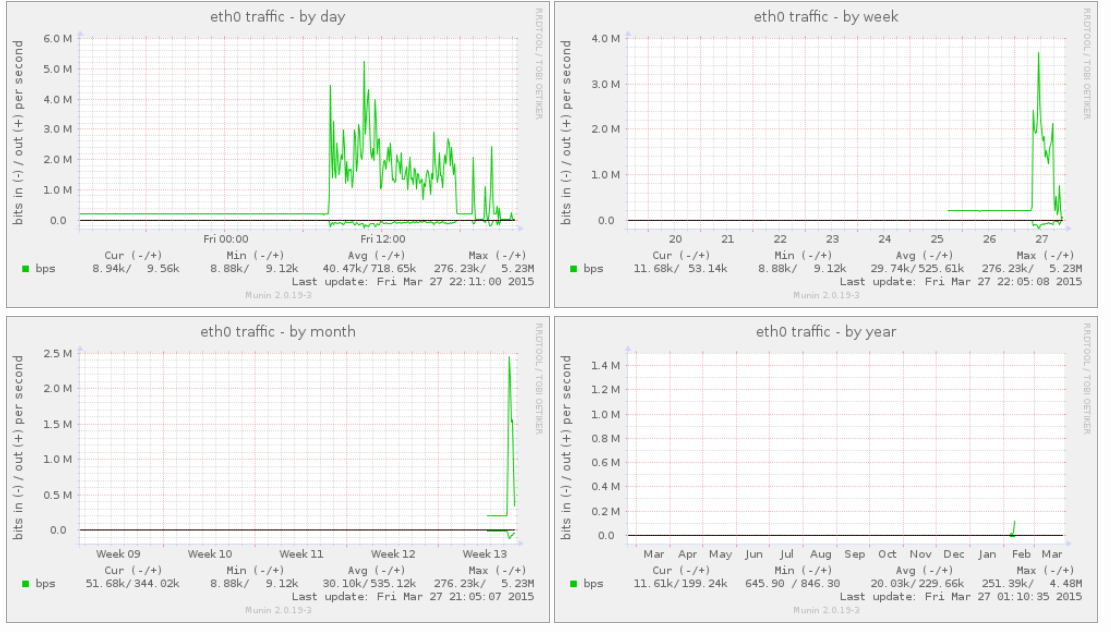 eth0 traffic - by day
RRDTOOL / TOBI OETIKER
bits in (-) / out (+) per second
6.0 M
5.0 M
4.0 M
3.0 M
2.0 M
1.0 M
0.0
Fri 00:00 Fri 12:00
Cur (-/+) Min (-/+) Avg (-/+) Max (-/+)
bps 8.94k/ 9.56k 8.88k/ 9.12k 40.47k/718.65k 276.23k/ 5.23M
Last update: Fri Mar 27 22:11:00 2015
Munin 2.0.19-3
eth0 traffic - by week
RRDTOOL / TOBI OETIKER
bits in (-) / out (+) per second
4.0 M
3.0 M
2.0 M
1.0 M
0.0
20 21 22 23 24 25 26 27
Cur (-/+) Min (-/+) Avg (-/+) Max (-/+)
bps 11.68k/ 53.14k 8.88k/ 9.12k 29.74k/525.61k 276.23k/ 5.23M
Last update: Fri Mar 27 22:05:08 2015
Munin 2.0.19-3
eth0 traffic - by month
RRDTOOL / TOBI OETIKER
bits in (-) / out (+) per second
2.5 M
2.0 M
1.5 M
1.0 M
0.5 M
0.0
Week 09 Week 10 Week 11 Week 12 Week 13
Cur (-/+) Min (-/+) Avg (-/+) Max (-/+)
bps 51.68k/344.02k 8.88k/ 9.12k 30.10k/535.12k 276.23k/ 5.23M
Last update: Fri Mar 27 21:05:07 2015
Munin 2.0.19-3
eth0 traffic - by year
RRDTOOL / TOBI OETIKER
bits in (-) / out (+) per second
1.4 M
1.2 M
1.0 M
0.8 M
0.6 M
0.4 M
0.2 M
0.0
Mar Apr May Jun Jul Aug Sep Oct Nov Dec Jan Feb Mar
Cur (-/+) Min (-/+) Avg (-/+) Max (-/+)
bps 11.61k/199.24k 645.90 /846.30 20.03k/229.66k 251.39k/ 4.48M
Last update: Fri Mar 27 01:10:35 2015
Munin 2.0.19-3